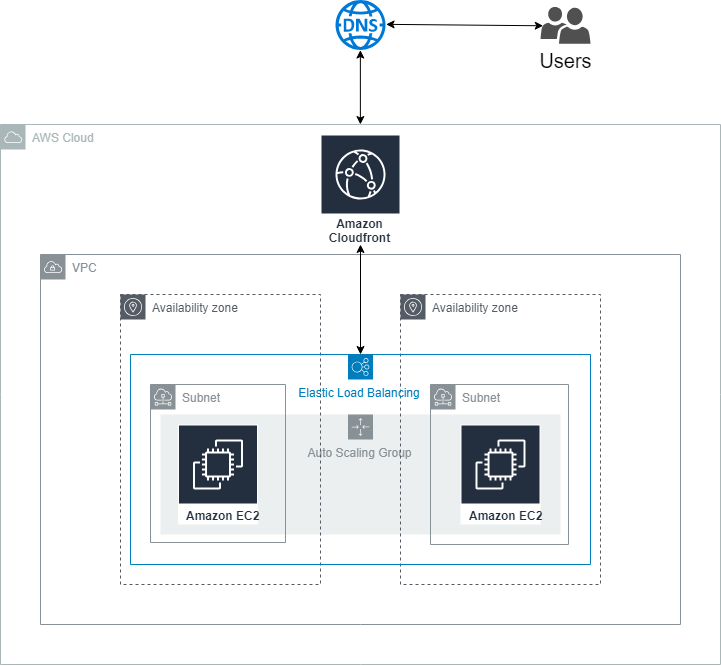 DNS
Users
AWS Cloud
Amazon
Cloudfront
VPC
Availability zone
Availability zone
Elastic Load Balancing
Subnet
Subnet
Auto Scaling Group
Amazon EC2
Amazon EC2